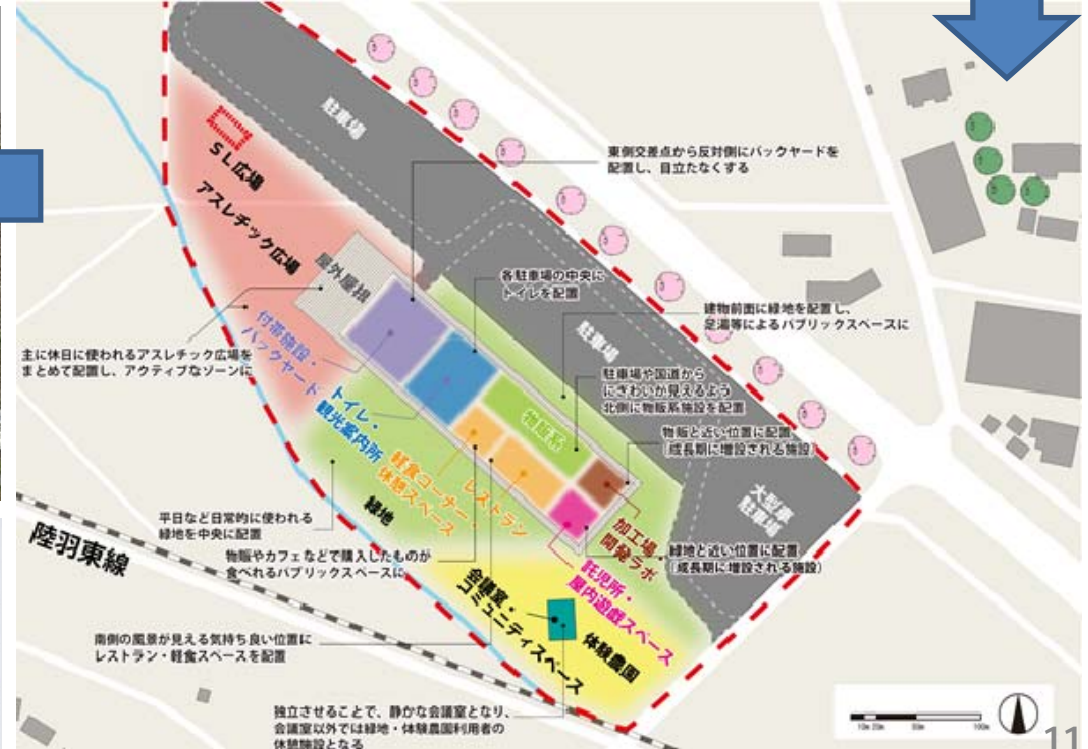 駐車場
東側交差点から反対側にバックヤードを
配置し、目立たなくする
SL広場
アスレチック広場
屋外屋根
各駐車場の中央に
トイレを配置
建物前面に緑地を配置し、
足湯等によるパブリックスペースに
駐車場
主に休日に使われるアスレチック広場を
まとめて配置し、アクティブなゾーンに
付帯施設・
バックヤード
駐車場や国道から
にぎわいが見えるよう
北側に物販系施設を配置
トイレ・
観光案内所
物販系
物販と近い位置に配置
(成長期に増設される施設)
軽食コーナー・
休憩スペース
レストラン
大型車
駐車場
平日など日常的に使われる
緑地を中央に配置
緑地
加工場・
開発ラボ
緑地と近い位置に配置
(成長期に増設される施設)
陸羽東線
物販やカフェなどで購入したものが
食べれるパブリックスペースに
託児所・
屋内遊戯スペース
会議室・
コミュニティスペース
体験農園
南側の風景が見える気持ち良い位置に
レストラン・軽食スペースを配置
独立させることで、静かな会議室となり、
会議室以外では緑地・体験農園利用者の
休憩施設となる
10m 20m 50m 100m
11